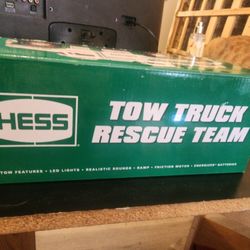 HESS
TOW TRUCK
RESCUE TEAM
TOW FEATURES • LED LIGHTS • REALISTIC SOUNDS • RAMP • FRICTION MOTOR • ENERGIZER® BATTERIES